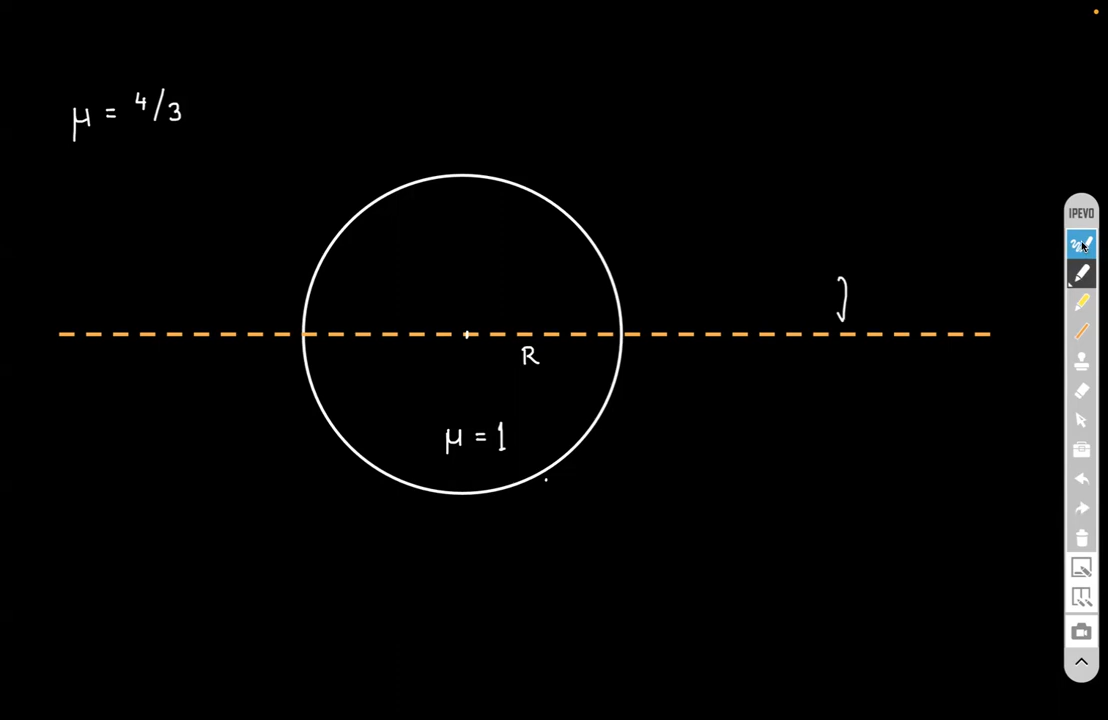 μ = 4/3
IPEVO
R
μ = 1